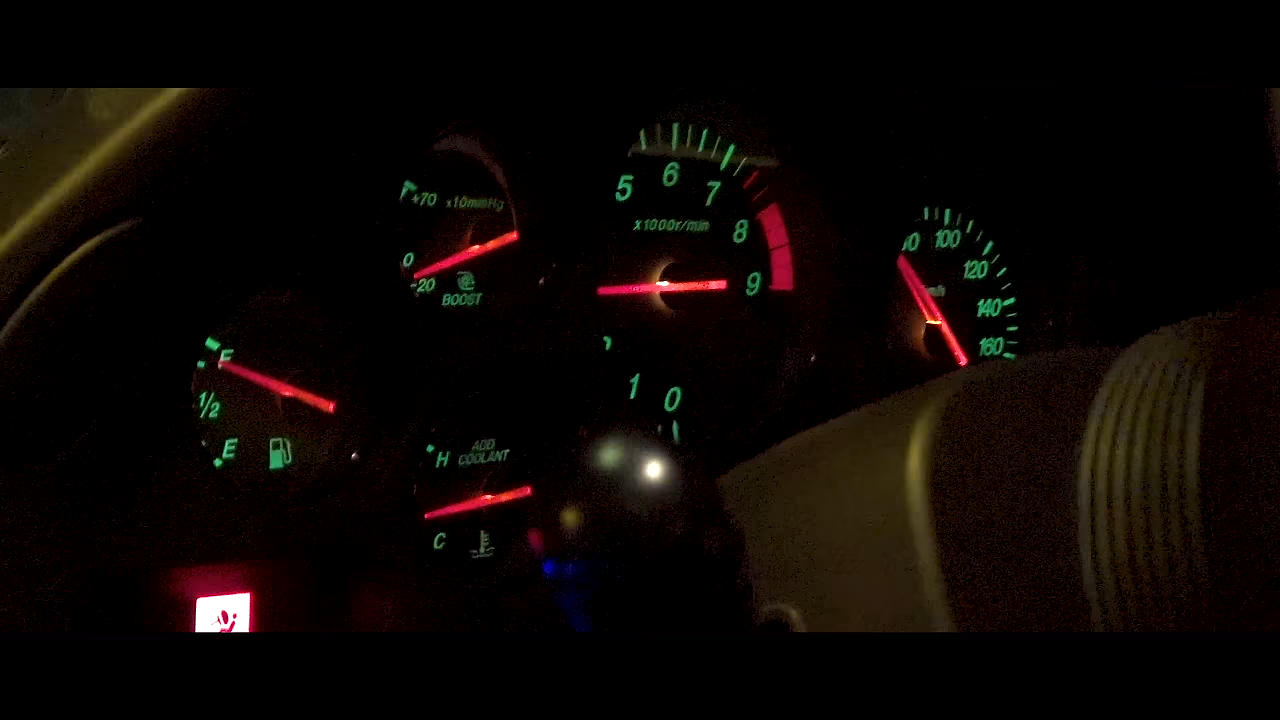 +70 x10mmHg
0
-20
BOOST
5 6 7 8 9
x1000r/min
1 0
100 120 140 160
F
1/2
E
H ADD
COOLANT
C